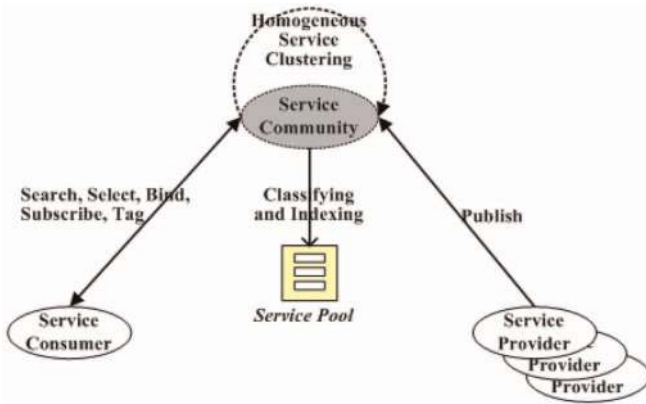 Homogeneous
Service
Clustering
Service
Community
Search, Select, Bind,
Subscribe, Tag
Classifying
and Indexing
Publish
Service Pool
Service
Consumer
Service
Provider
Provider
Provider